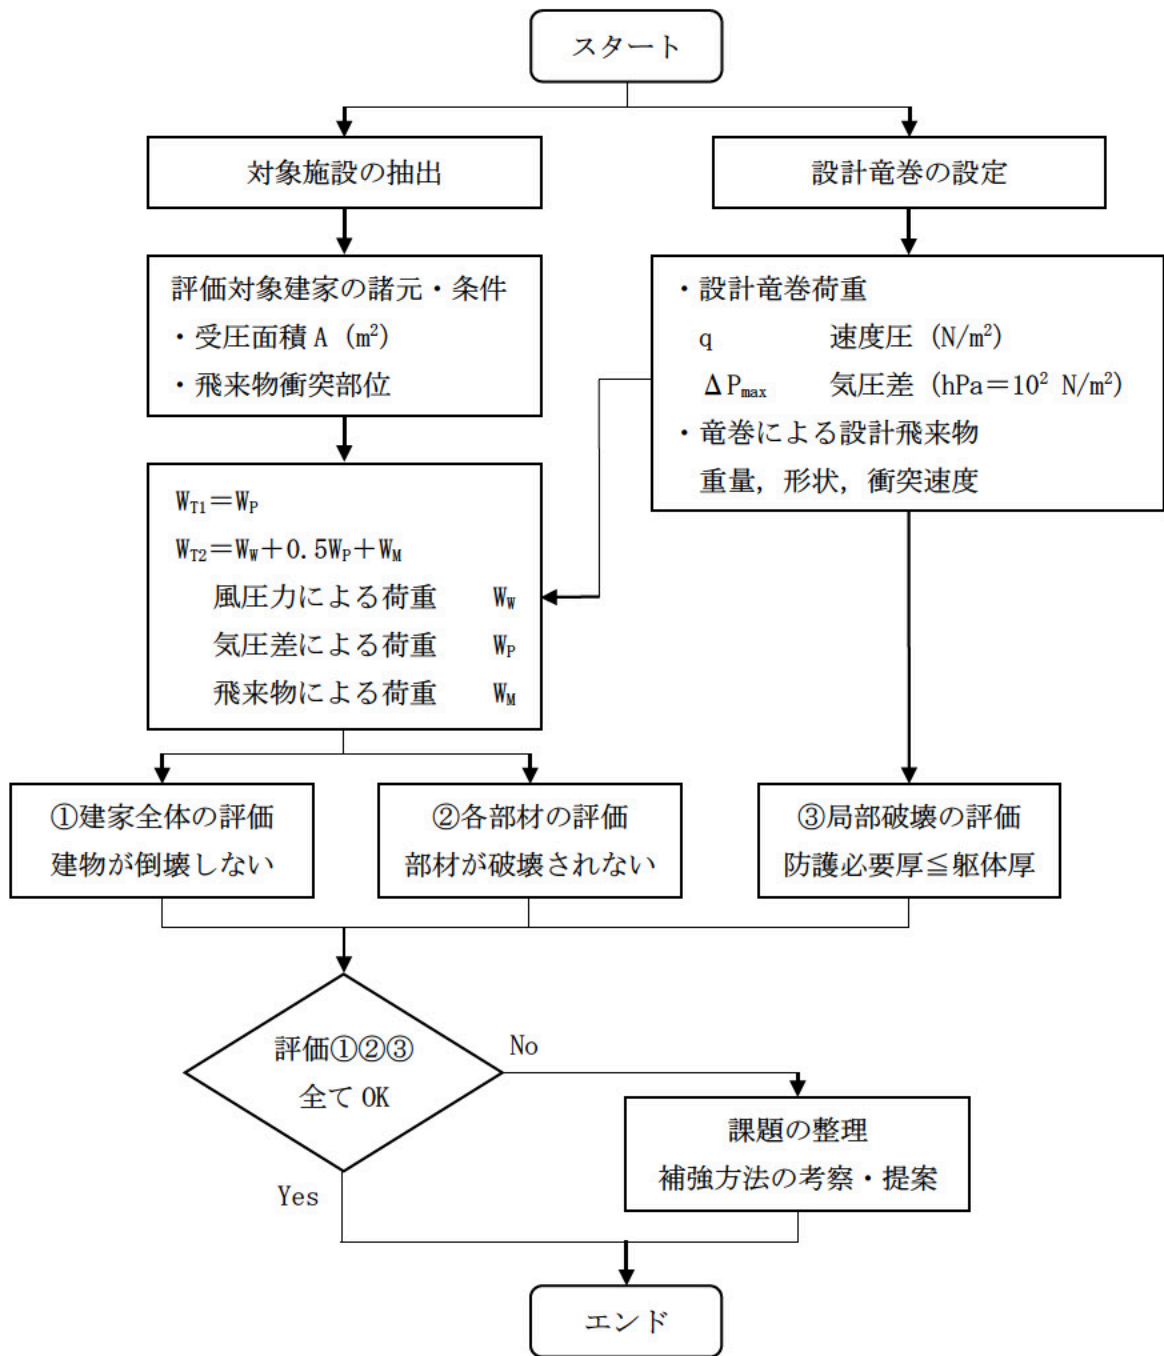 スタート
対象施設の抽出
設計竜巻の設定
評価対象建家の諸元・条件
・受圧面積 A (m²)
・飛来物衝突部位
・設計竜巻荷重
q 速度圧 (N/m²)
ΔPmax 気圧差 (hPa=10² N/m²)
・竜巻による設計飛来物
重量, 形状, 衝突速度
WT1=WP
WT2=WW+0.5WP+WM
風圧力による荷重 WW
気圧差による荷重 WP
飛来物による荷重 WM
①建家全体の評価
建物が倒壊しない
②各部材の評価
部材が破壊されない
③局部破壊の評価
防護必要厚≦躯体厚
評価①②③
全て OK
No
Yes
課題の整理
補強方法の考察・提案
エンド